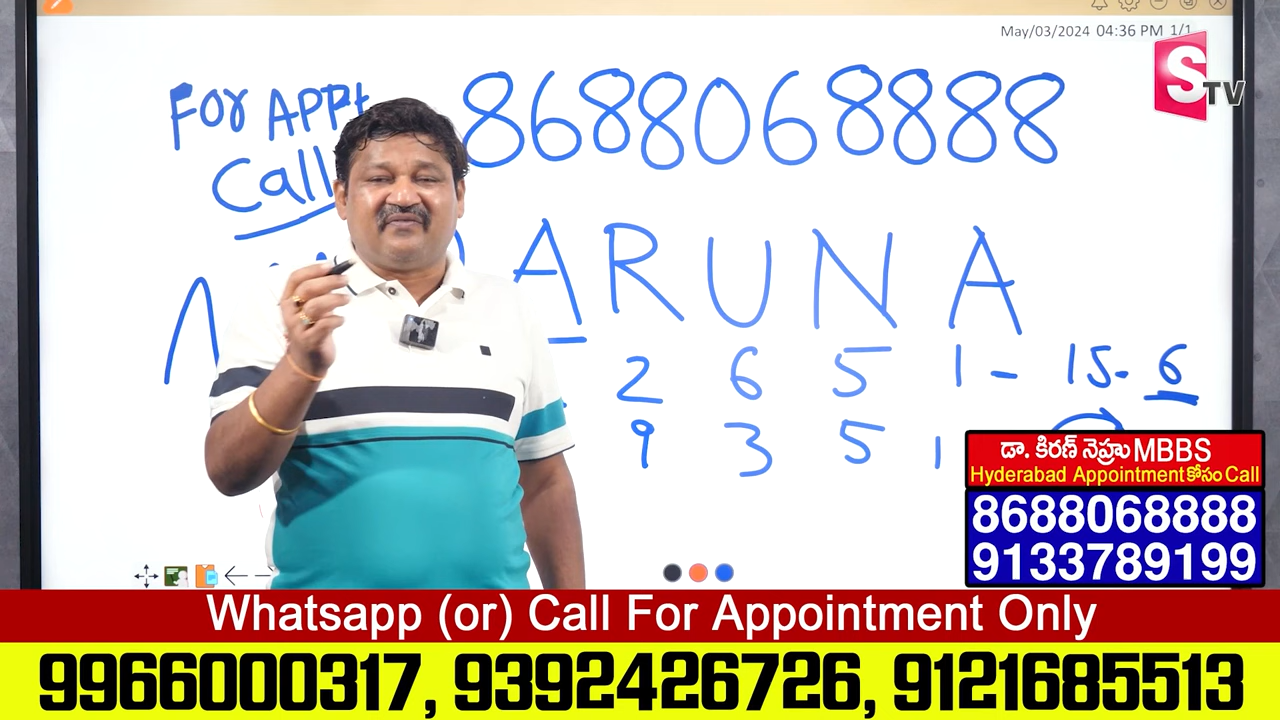 May/03/2024 04:36 PM 1/1
S TV
FOR APPt 8688068888
Call
ARUNA
2 6 5 1 - 15 - 6
9 3 5 1
డా. కిరణ్ నెహ్రు MBBS
Hyderabad Appointment కోసం Call
8688068888
9133789199
Whatsapp (or) Call For Appointment Only
9966000317, 9392426726, 9121685513